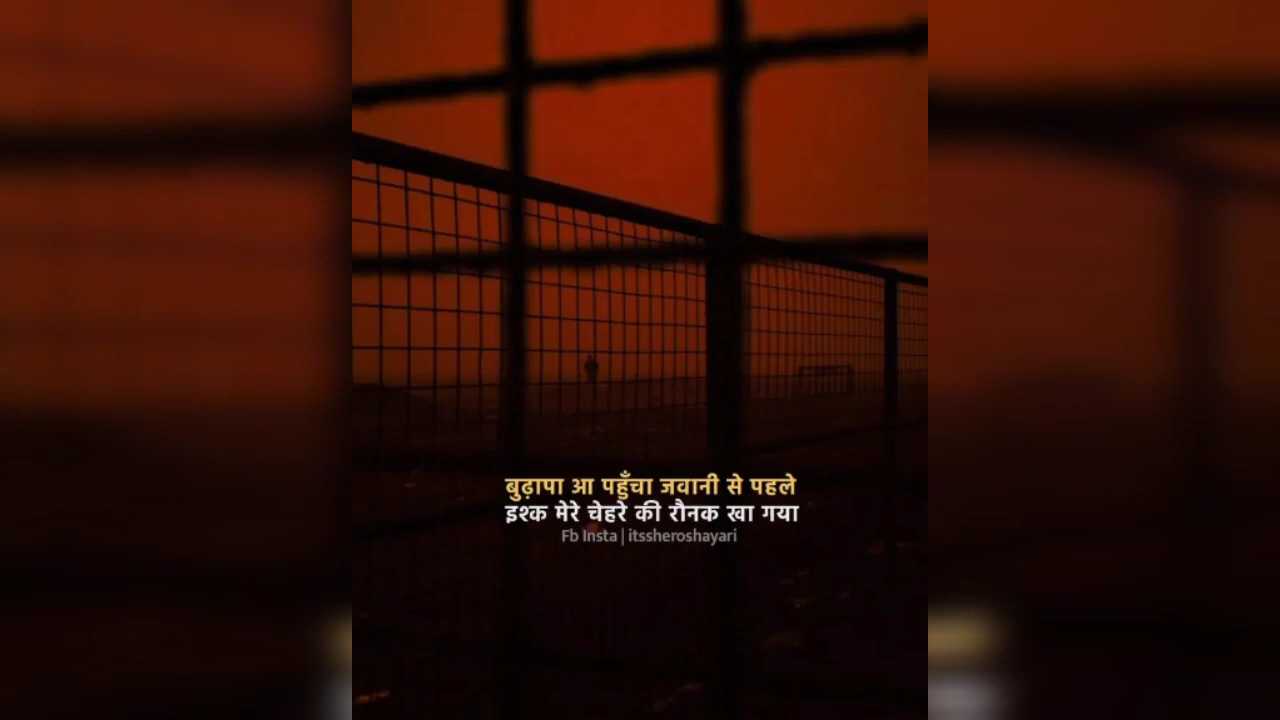 बुढ़ापा आ पहुँचा जवानी से पहले
इश्क मेरे चेहरे की रौनक खा गया
Fb Insta | itssheroshayari